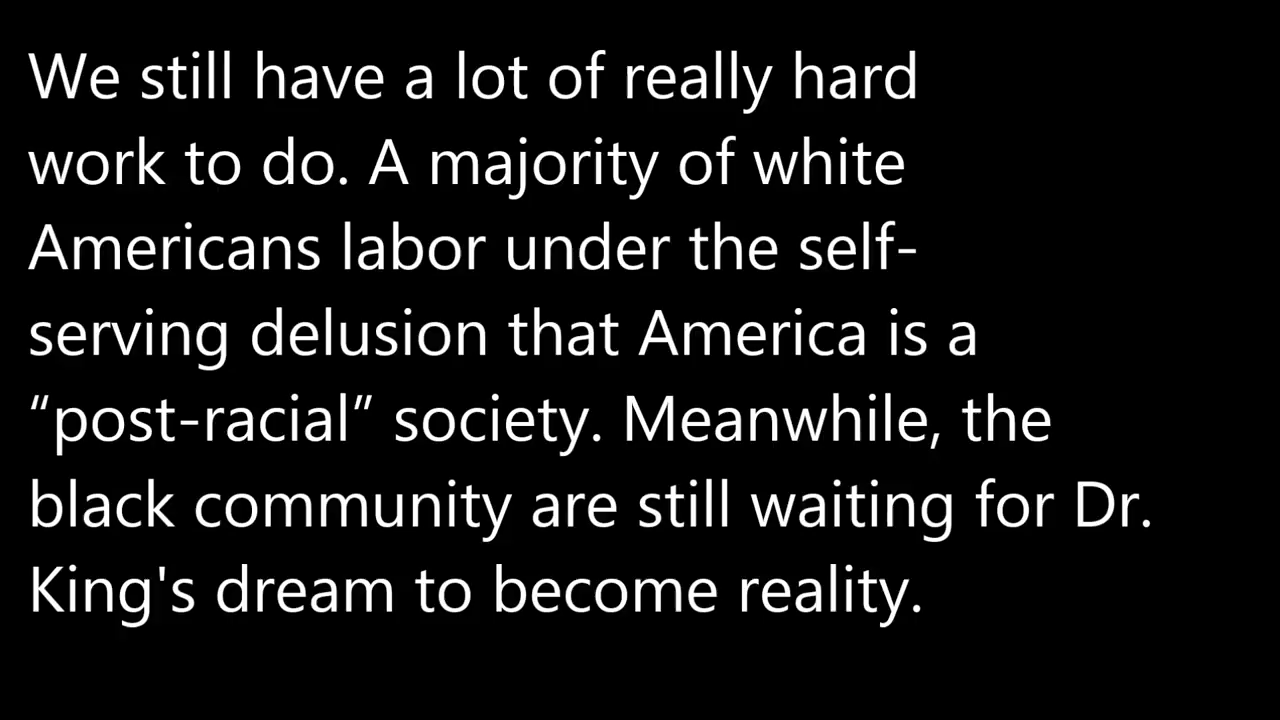 We still have a lot of really hard
work to do. A majority of white
Americans labor under the self-
serving delusion that America is a
“post-racial” society. Meanwhile, the
black community are still waiting for Dr.
King's dream to become reality.